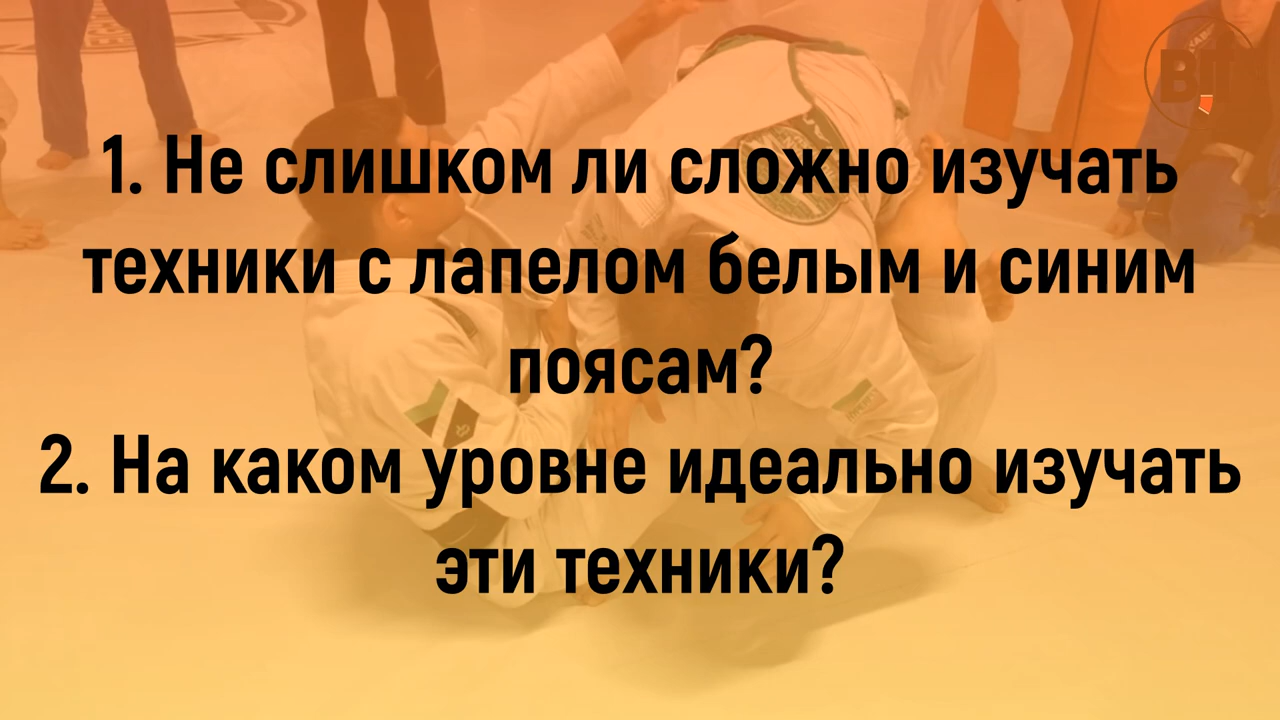 1. Не слишком ли сложно изучать
техники с лапелом белым и синим
поясам?
2. На каком уровне идеально изучать
эти техники?